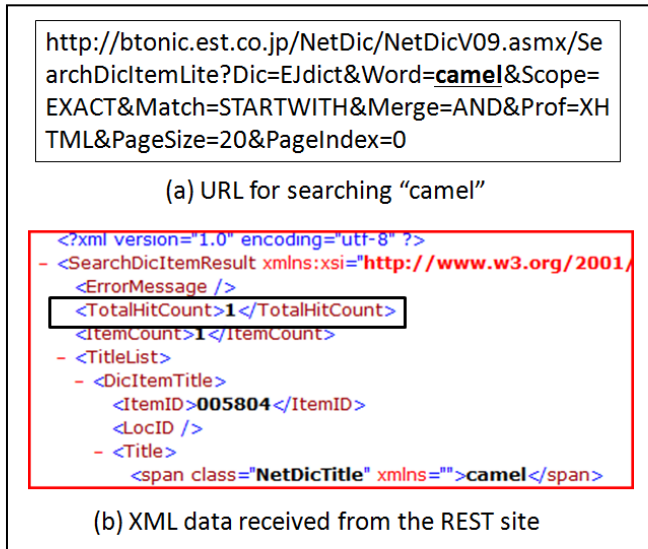 http://btonic.est.co.jp/NetDic/NetDicV09.asmx/Se
archDicItemLite?Dic=EJdict&Word=camel&Scope=
EXACT&Match=STARTWITH&Merge=AND&Prof=XH
TML&PageSize=20&PageIndex=0
(a) URL for searching “camel”
<?xml version="1.0" encoding="utf-8" ?>
- <SearchDicItemResult xmlns:xsi="http://www.w3.org/2001/
<ErrorMessage />
<TotalHitCount>1</TotalHitCount>
<ItemCount>1</ItemCount>
- <TitleList>
- <DicItemTitle>
<ItemID>005804</ItemID>
<LocID />
- <Title>
<span class="NetDicTitle" xmlns="">camel</span>
(b) XML data received from the REST site